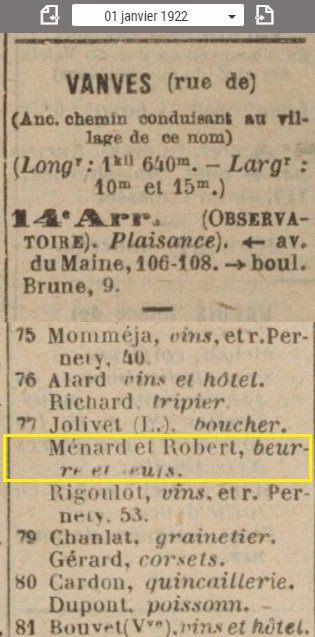 01 janvier 1922
VANVES (rue de)
(Anc. chemin conduisant au vil-
lage de ce nom)
(Longʳ : 1ᵏⁱˡ 640ᵐ. — Largʳ :
10ᵐ et 15ᵐ.)
14ᵉ Arr. (OBSERVA-
TOIRE). Plaisance). ← av.
du Maine, 106-108. → boul.
Brune, 9.
75 Momméja, vins, et r. Per-
nety, 40.
76 Alard vins et hôtel.
Richard, tripier.
77 Jolivet (L.), boucher.
Ménard et Robert, beur-
re et œufs.
Rigoulot, vins. et r. Per-
nety, 53.
79 Chanlat, grainetier.
Gérard, corsets.
80 Cardon, quincaillerie.
Dupont, poissonn.
81 Bouvet (Vᵛᵉ), vins et hôtel.